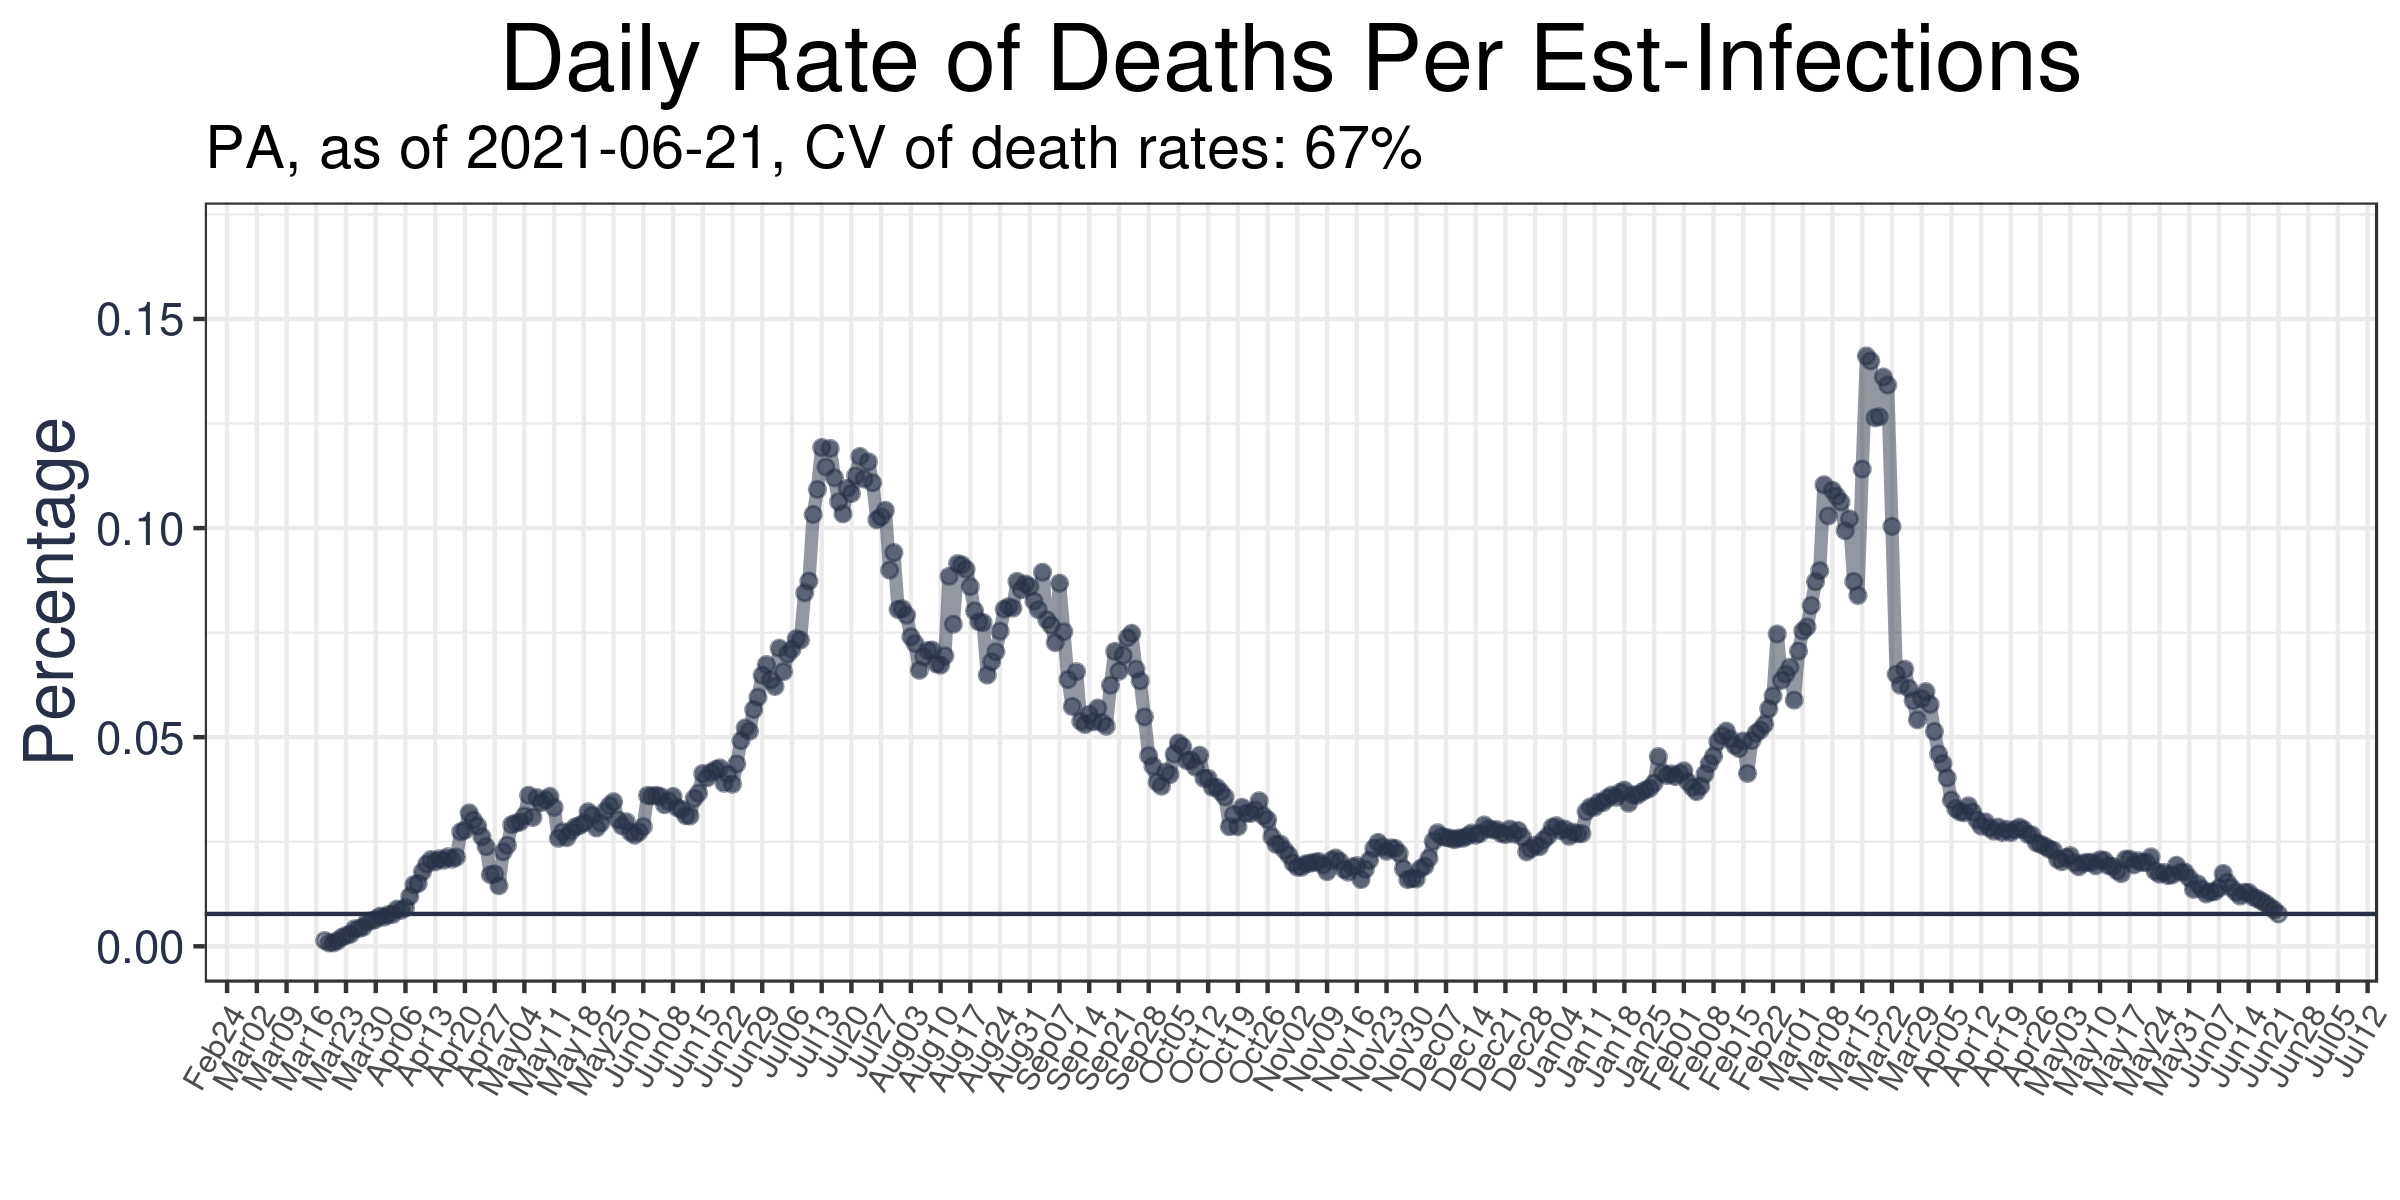 Daily Rate of Deaths Per Est-Infections
PA, as of 2021-06-21, CV of death rates: 67%
Percentage
0.15
0.10
0.05
0.00
Feb24
Mar02
Mar09
Mar16
Mar23
Mar30
Apr06
Apr13
Apr20
Apr27
May04
May11
May18
May25
Jun01
Jun08
Jun15
Jun22
Jun29
Jul06
Jul13
Jul20
Jul27
Aug03
Aug10
Aug17
Aug24
Aug31
Sep07
Sep14
Sep21
Sep28
Oct05
Oct12
Oct19
Oct26
Nov02
Nov09
Nov16
Nov23
Nov30
Dec07
Dec14
Dec21
Dec28
Dec04
Jan11
Jan18
Jan25
Feb01
Feb08
Feb15
Feb22
Mar01
Mar08
Mar15
Mar22
Mar29
Apr05
Apr12
Apr19
Apr26
May03
May10
May17
May24
May31
May07
Jun14
Jun21
Jun28
Jul05
Jul12